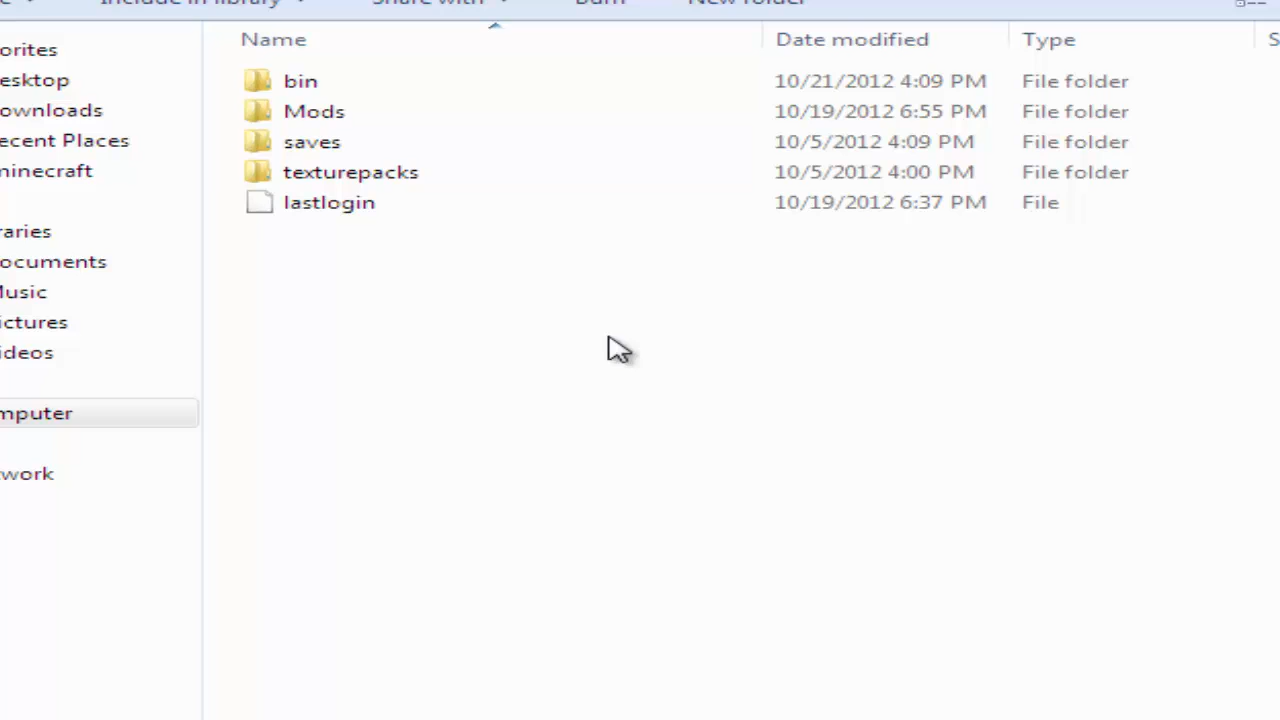 Name Date modified Type S
orites
esktop bin 10/21/2012 4:09 PM File folder
ownloads Mods 10/19/2012 6:55 PM File folder
ecent Places saves 10/5/2012 4:09 PM File folder
minecraft texturepacks 10/5/2012 4:00 PM File folder
lastlogin 10/19/2012 6:37 PM File
raries
ocuments
Music
ictures
ideos
mputer
twork